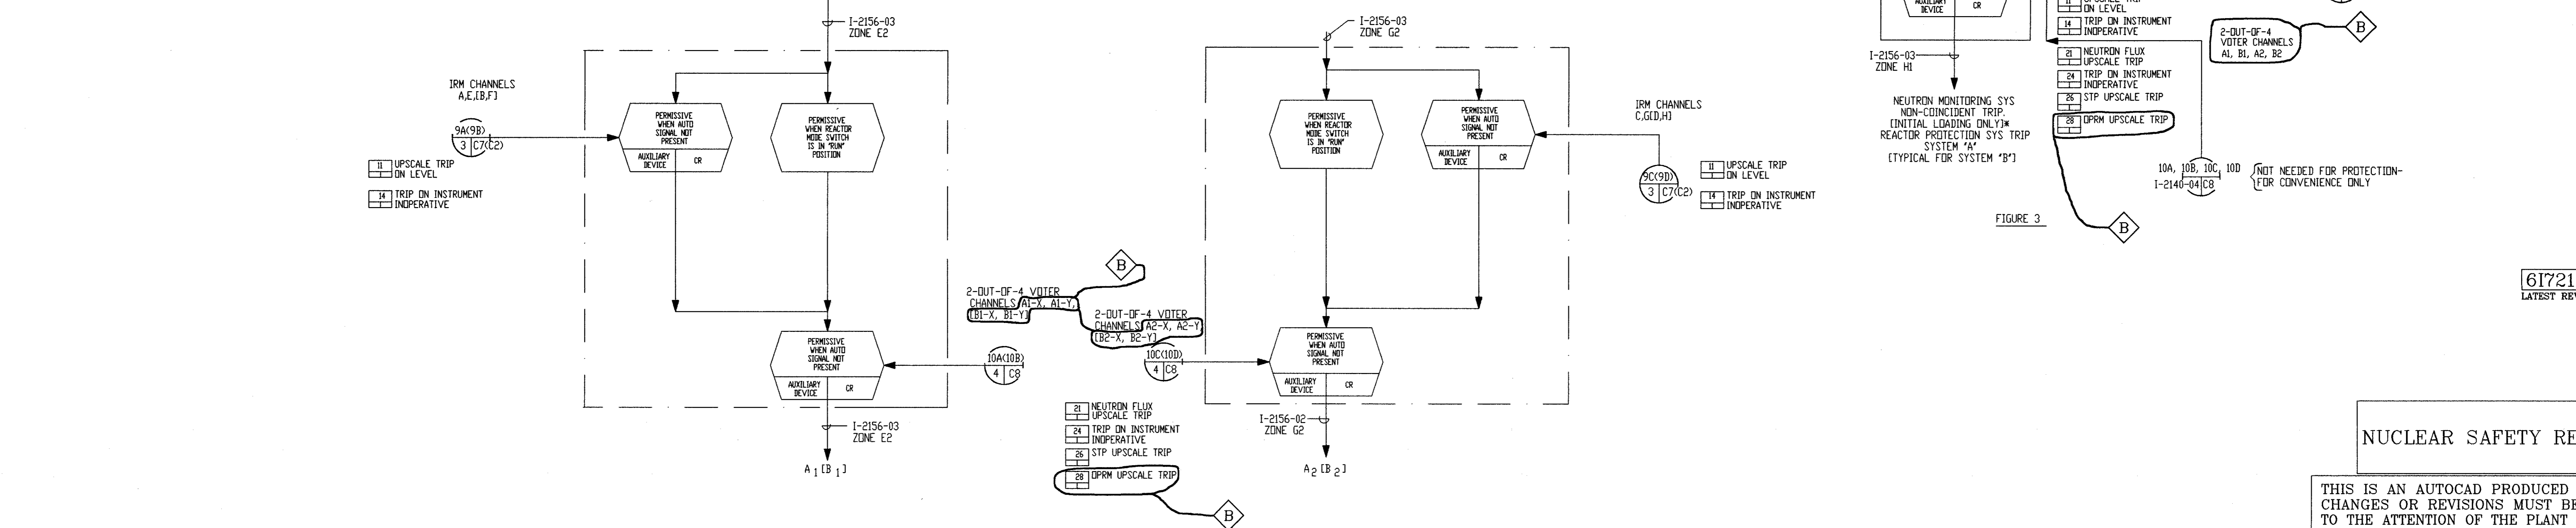 I-2156-03
ZONE E2
IRM CHANNELS
A,E,[B,F]
9A(9B)
3 C7(C2)
11 UPSCALE TRIP
ON LEVEL
14 TRIP ON INSTRUMENT
INOPERATIVE
PERMISSIVE
WHEN AUTO
SIGNAL NOT
PRESENT
AUXILIARY
DEVICE
CR
PERMISSIVE
WHEN REACTOR
MODE SWITCH
IS IN "RUN"
POSITION
PERMISSIVE
WHEN AUTO
SIGNAL NOT
PRESENT
AUXILIARY
DEVICE
CR
I-2156-03
ZONE E2
A1 [B1]
2-OUT-OF-4 VOTER
CHANNELS A1-X, A1-Y,
[B1-X, B1-Y]
B
10A(10B)
4 C8
2-OUT-OF-4 VOTER
CHANNELS A2-X, A2-Y
[B2-X, B2-Y]
10C(10D)
4 C8
21 NEUTRON FLUX
UPSCALE TRIP
24 TRIP ON INSTRUMENT
INOPERATIVE
26 STP UPSCALE TRIP
28 OPRM UPSCALE TRIP
B
I-2156-03
ZONE G2
PERMISSIVE
WHEN REACTOR
MODE SWITCH
IS IN "RUN"
POSITION
PERMISSIVE
WHEN AUTO
SIGNAL NOT
PRESENT
AUXILIARY
DEVICE
CR
PERMISSIVE
WHEN AUTO
SIGNAL NOT
PRESENT
AUXILIARY
DEVICE
CR
I-2156-02
ZONE G2
A2 [B2]
IRM CHANNELS
C,G[D,H]
9C(9D)
3 C7(C2)
11 UPSCALE TRIP
ON LEVEL
14 TRIP ON INSTRUMENT
INOPERATIVE
AUXILIARY
DEVICE
CR
I-2156-03
ZONE H1
NEUTRON MONITORING SYS
NON-COINCIDENT TRIP.
[INITIAL LOADING ONLY]*
REACTOR PROTECTION SYS TRIP
SYSTEM "A"
[TYPICAL FOR SYSTEM "B"]
FIGURE 3
11 UPSCALE TRIP
ON LEVEL
14 TRIP ON INSTRUMENT
INOPERATIVE
21 NEUTRON FLUX
UPSCALE TRIP
24 TRIP ON INSTRUMENT
INOPERATIVE
26 STP UPSCALE TRIP
28 OPRM UPSCALE TRIP
B
2-OUT-OF-4
VOTER CHANNELS
A1, B1, A2, B2
B
10A, 10B, 10C, 10D
I-2140-04 C8
NOT NEEDED FOR PROTECTION-
FOR CONVENIENCE ONLY
6I721
LATEST RE
NUCLEAR SAFETY RE
THIS IS AN AUTOCAD PRODUCED
CHANGES OR REVISIONS MUST BE
TO THE ATTENTION OF THE PLANT